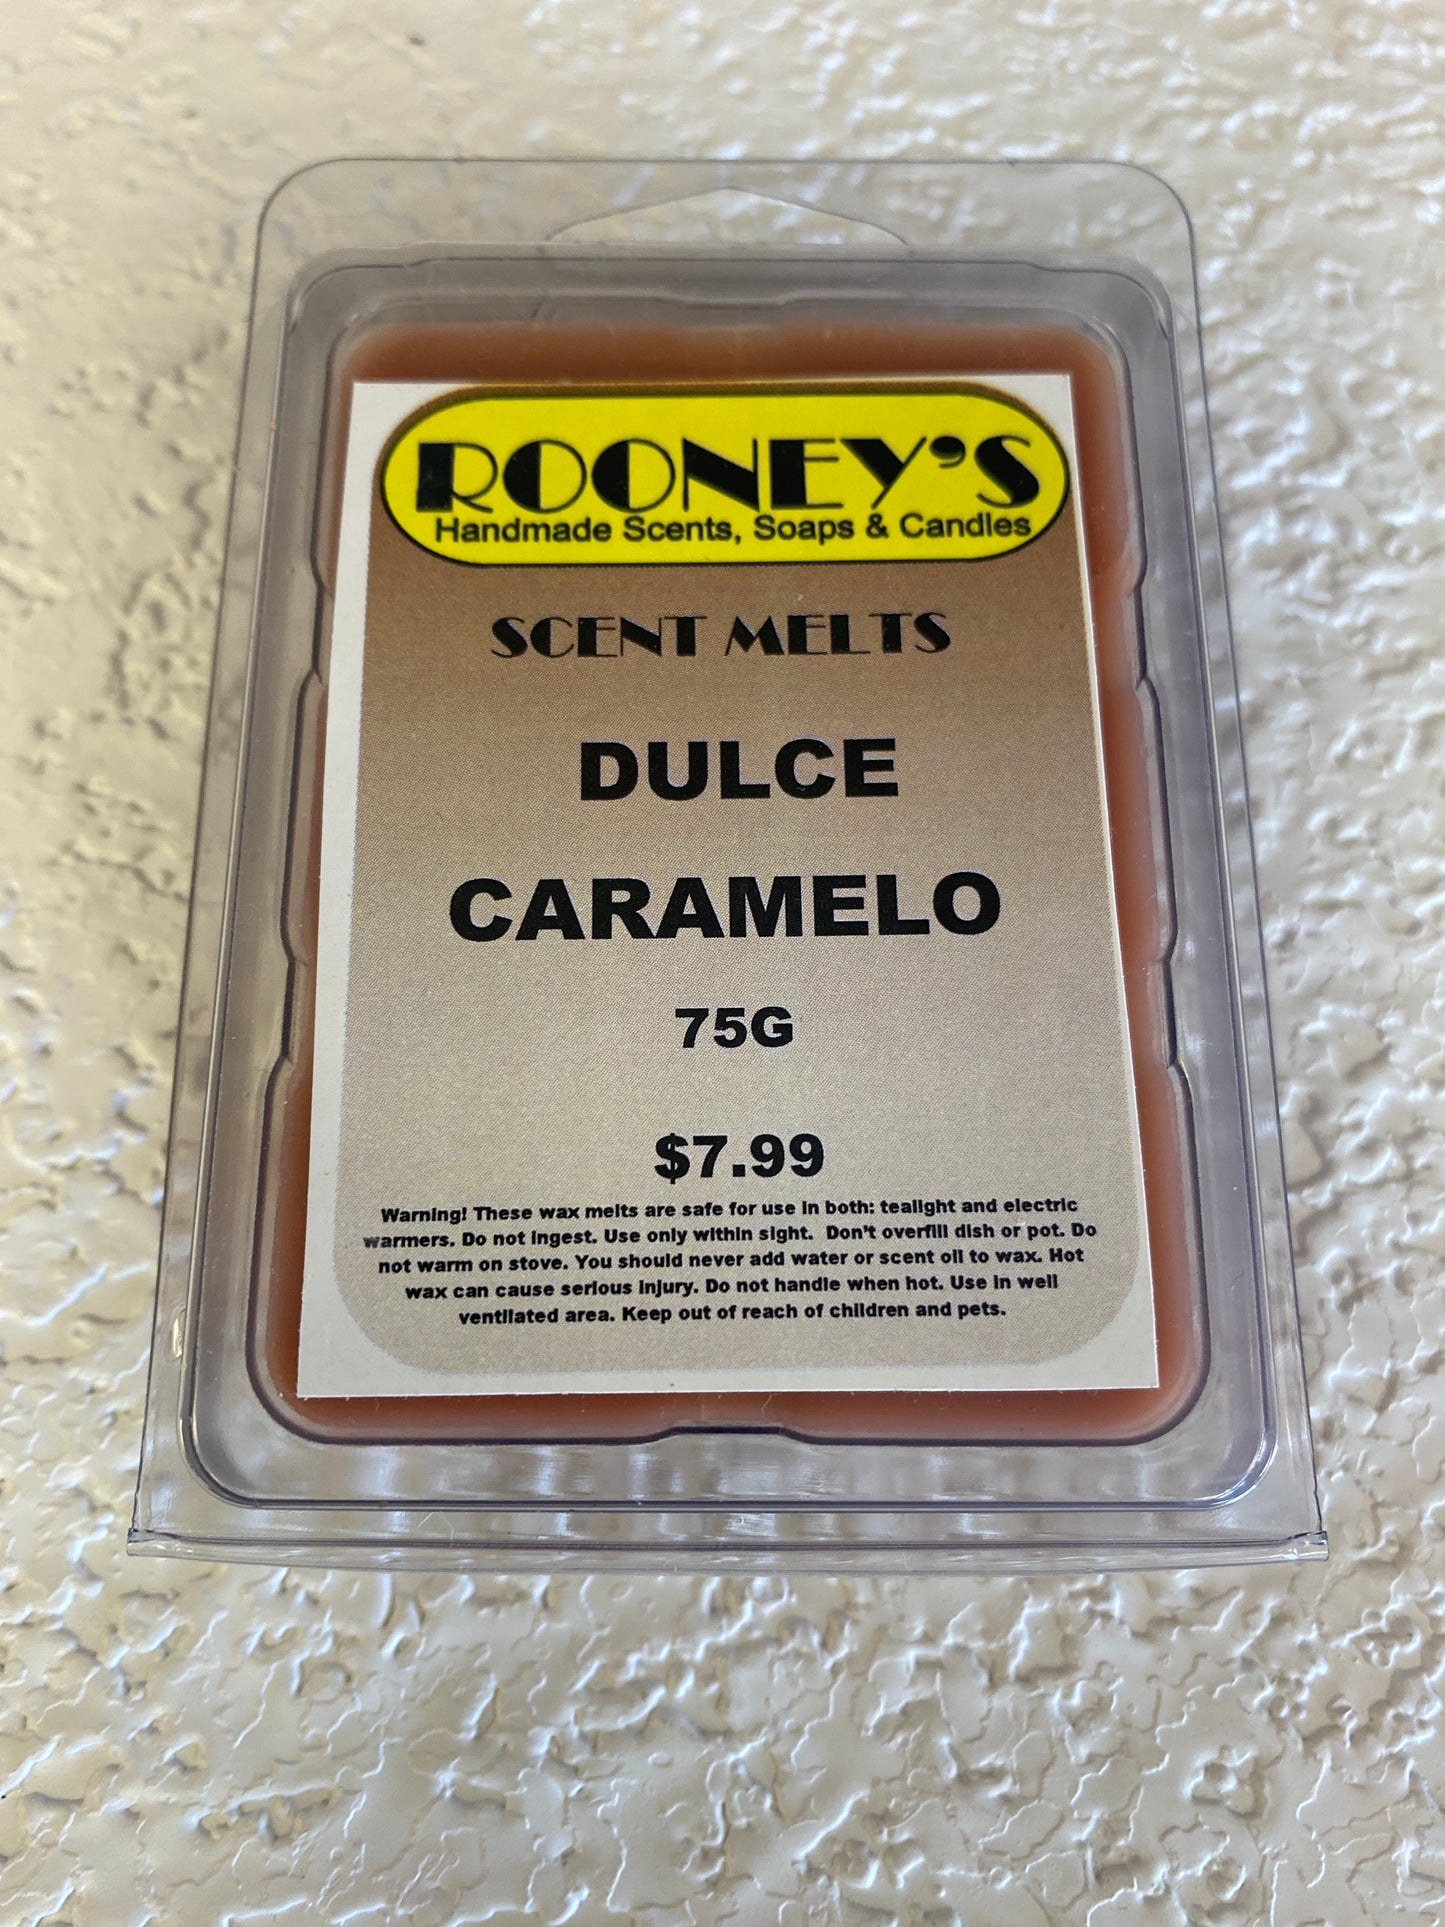 ROONEY'S
Handmade Scents, Soaps & Candles
SCENT MELTS
DULCE
CARAMELO
75G
$7.99
Warning! These wax melts are safe for use in both: tealight and electric
warmers. Do not ingest. Use only within sight. Don't overfill dish or pot. Do
not warm on stove. You should never add water or scent oil to wax. Hot
wax can cause serious injury. Do not handle when hot. Use in well
ventilated area. Keep out of reach of children and pets.